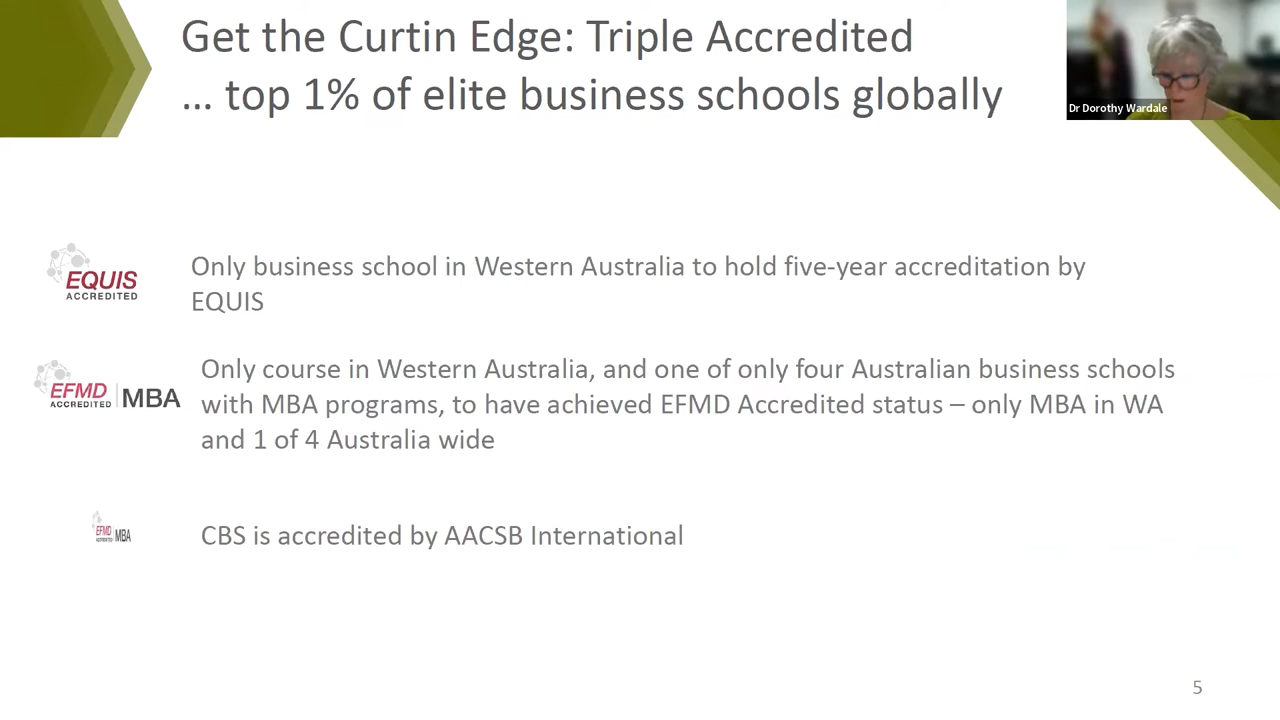 Get the Curtin Edge: Triple Accredited
… top 1% of elite business schools globally
Dr Dorothy Wardale
EQUIS
ACCREDITED
Only business school in Western Australia to hold five-year accreditation by
EQUIS
EFMD
ACCREDITED
MBA
Only course in Western Australia, and one of only four Australian business schools
with MBA programs, to have achieved EFMD Accredited status – only MBA in WA
and 1 of 4 Australia wide
EFMD
ACCREDITED
MBA
CBS is accredited by AACSB International
5